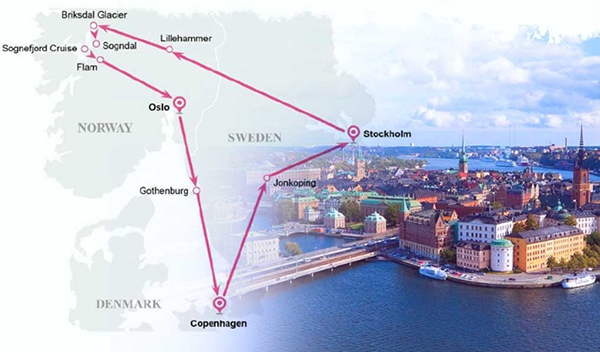 Briksdal Glacier
Lillehammer
Sognefjord Cruise
Sogndal
Flam
Oslo
NORWAY
SWEDEN
Stockholm
Jonkoping
Gothenburg
DENMARK
Copenhagen